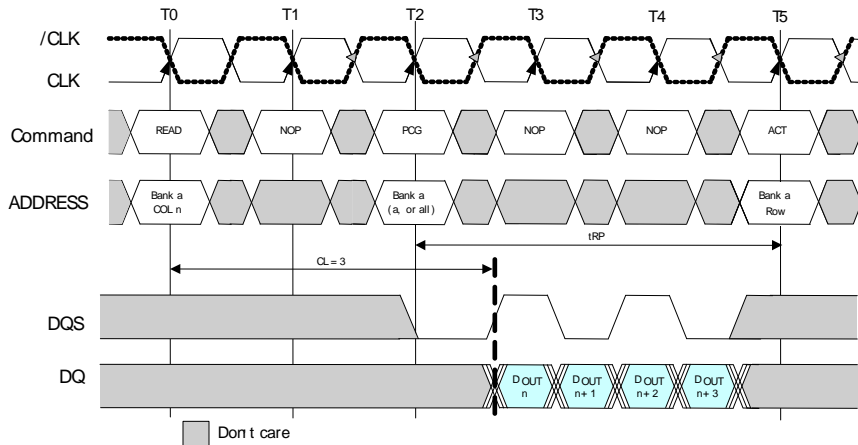 T0 T1 T2 T3 T4 T5
/CLK
CLK
Command READ NOP PCG NOP NOP ACT
ADDRESS Bank a COL n Bank a (a, or all) Bank a Row
tRP
CL = 3
DQS
DQ DOUT n DOUT n+1 DOUT n+2 DOUT n+3
Don't care